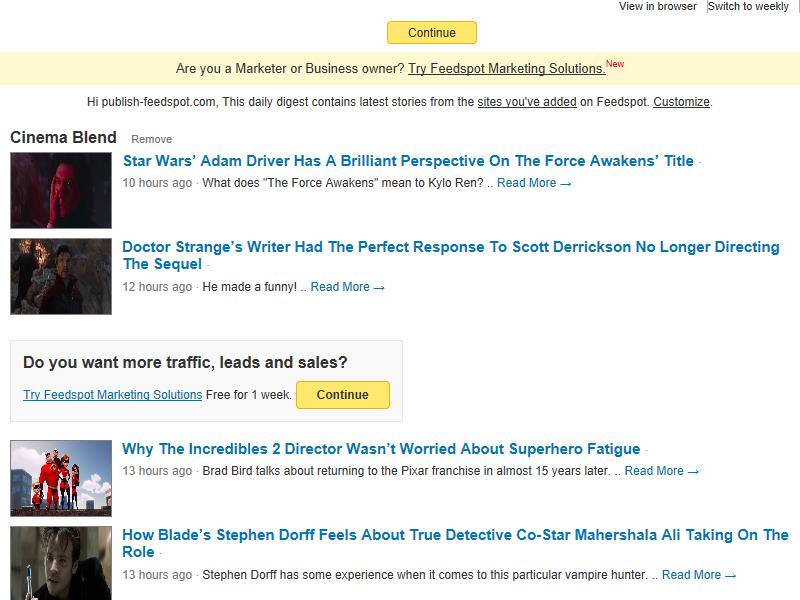 View in browser | Switch to weekly |
Continue
Are you a Marketer or Business owner? Try Feedspot Marketing Solutions. New
Hi publish-feedspot.com, This daily digest contains latest stories from the sites you've added on Feedspot. Customize.
Cinema Blend Remove
Star Wars’ Adam Driver Has A Brilliant Perspective On The Force Awakens’ Title -
10 hours ago · What does "The Force Awakens" mean to Kylo Ren? .. Read More →
Doctor Strange’s Writer Had The Perfect Response To Scott Derrickson No Longer Directing
The Sequel -
12 hours ago · He made a funny! .. Read More →
Do you want more traffic, leads and sales?
Try Feedspot Marketing Solutions Free for 1 week. Continue
Why The Incredibles 2 Director Wasn’t Worried About Superhero Fatigue -
13 hours ago · Brad Bird talks about returning to the Pixar franchise in almost 15 years later. .. Read More →
How Blade’s Stephen Dorff Feels About True Detective Co-Star Mahershala Ali Taking On The
Role -
13 hours ago · Stephen Dorff has some experience when it comes to this particular vampire hunter. .. Read More →